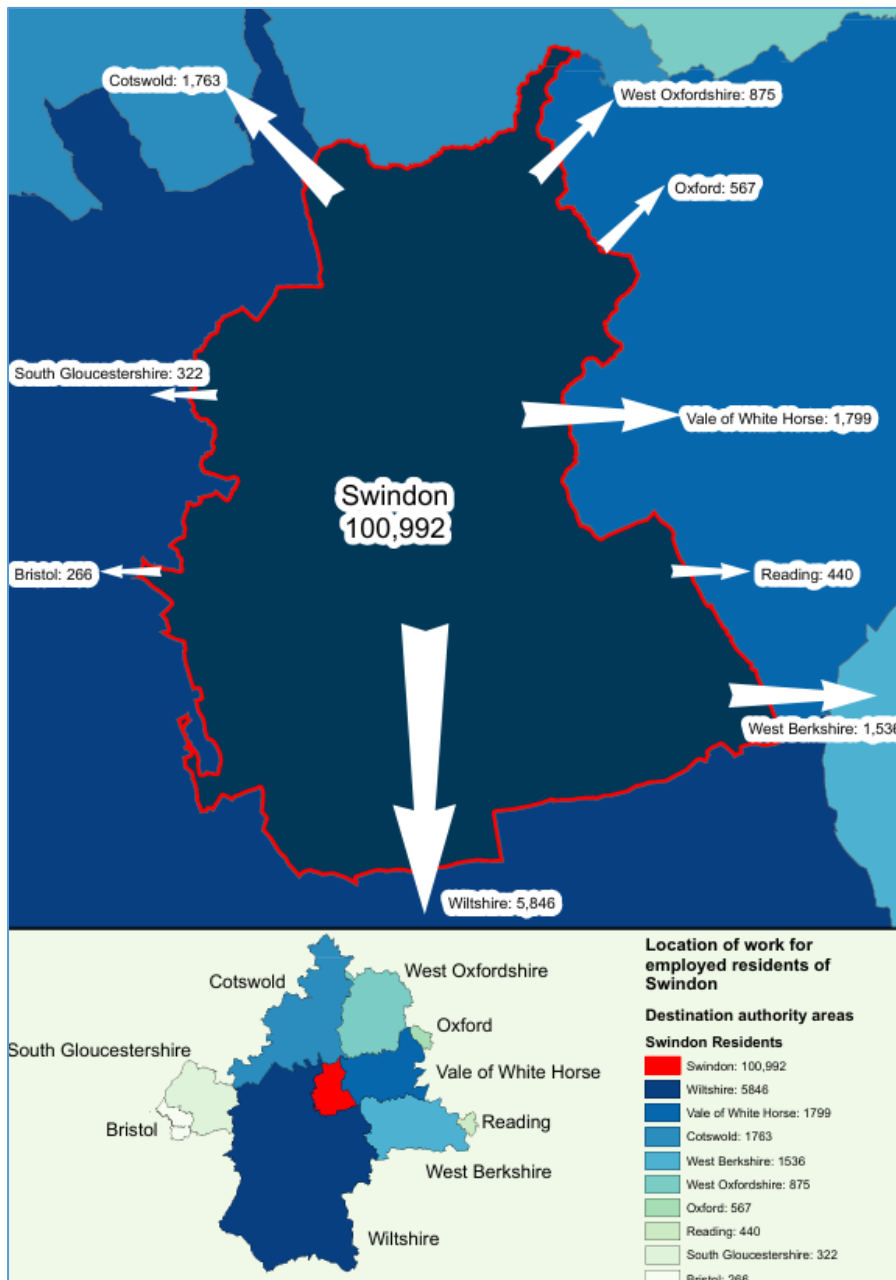 Cotswold: 1,763
West Oxfordshire: 875
Oxford: 567
South Gloucestershire: 322
Vale of White Horse: 1,799
Swindon
100,992
Bristol: 266
Reading: 440
West Berkshire: 1,536
Wiltshire: 5,846
Cotswold
West Oxfordshire
Oxford
South Gloucestershire
Vale of White Horse
Bristol
Reading
West Berkshire
Wiltshire
Location of work for
employed residents of
Swindon
Destination authority areas
Swindon Residents
Swindon: 100,992
Wiltshire 5846
Vale of White Horse: 1799
Cotswold: 1763
West Berkshire: 1536
West Oxfordshire: 875
Oxford: 567
Reading: 440
South Gloucestershire: 322
Bristol: 266